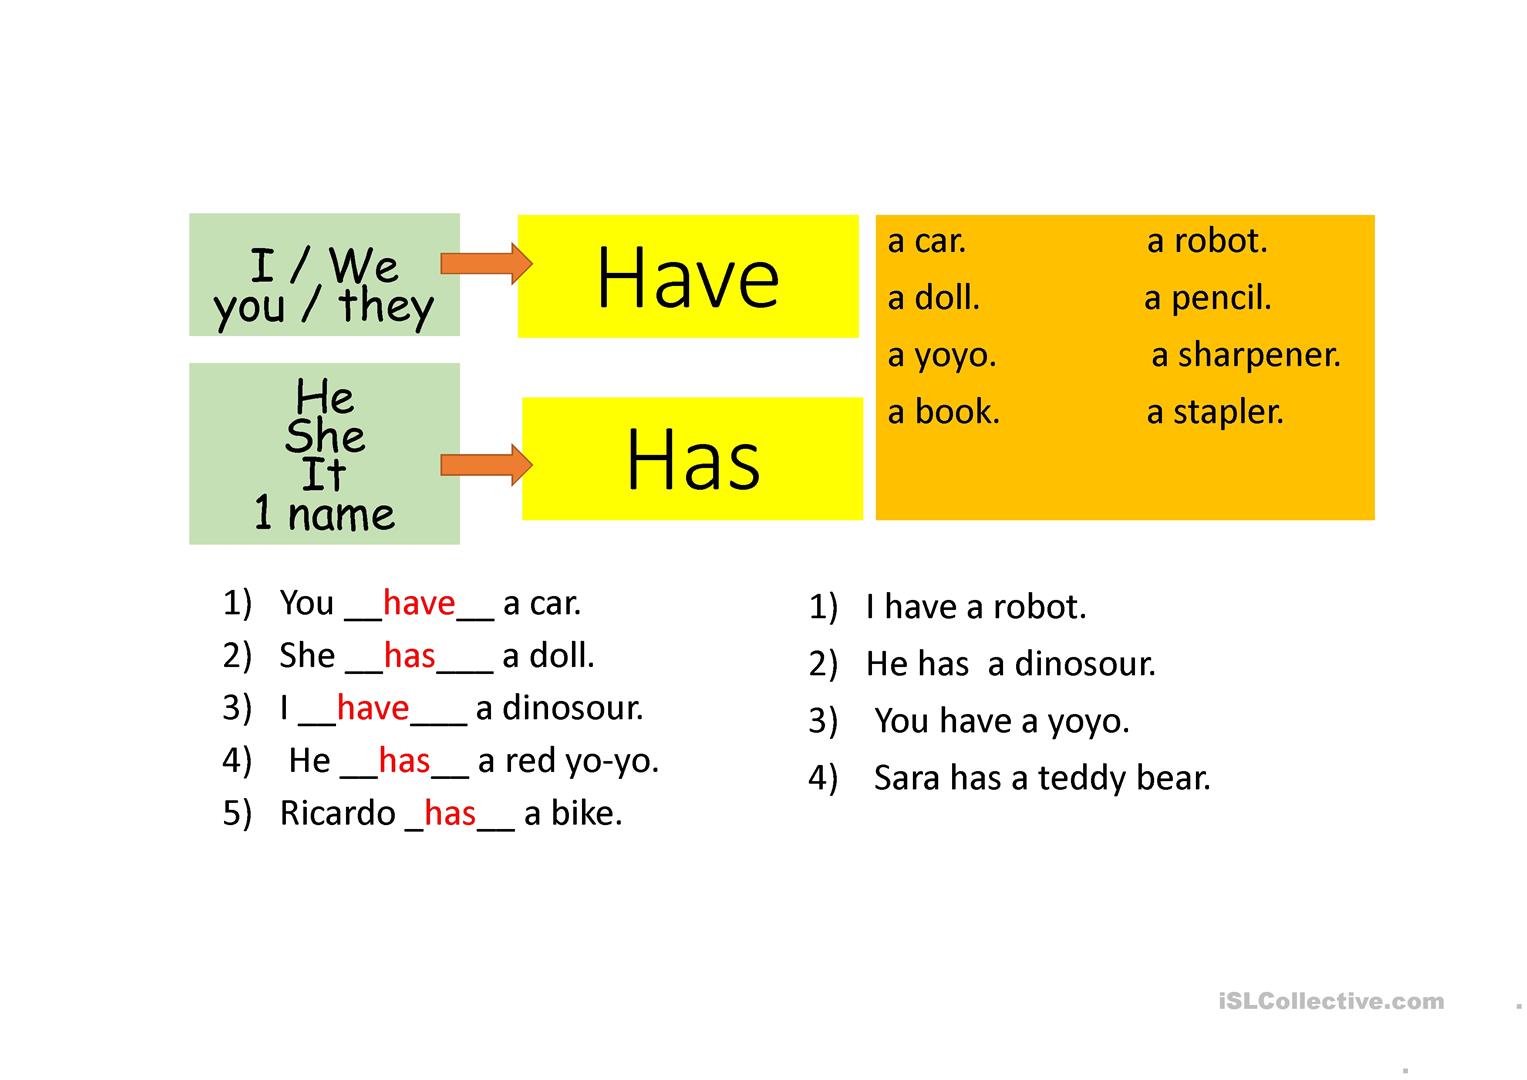 I / We
you / they
Have
He
She
It
1 name
Has
a car. a robot.
a doll. a pencil.
a yoyo. a sharpener.
a book. a stapler.
1) You __have__ a car.
2) She __has___ a doll.
3) I __have___ a dinosour.
4) He __has__ a red yo-yo.
5) Ricardo _has__ a bike.
1) I have a robot.
2) He has  a dinosour.
3) You have a yoyo.
4) Sara has a teddy bear.
iSLCollective.com